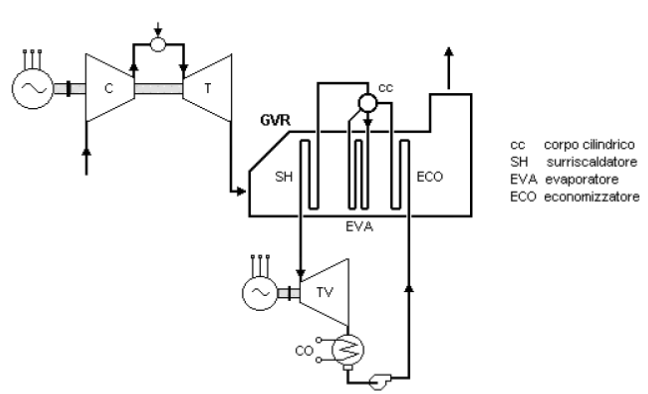 C
T
cc
GVR
SH
ECO
EVA
cc corpo cilindrico
SH surriscaldatore
EVA evaporatore
ECO economizzatore
TV
CO